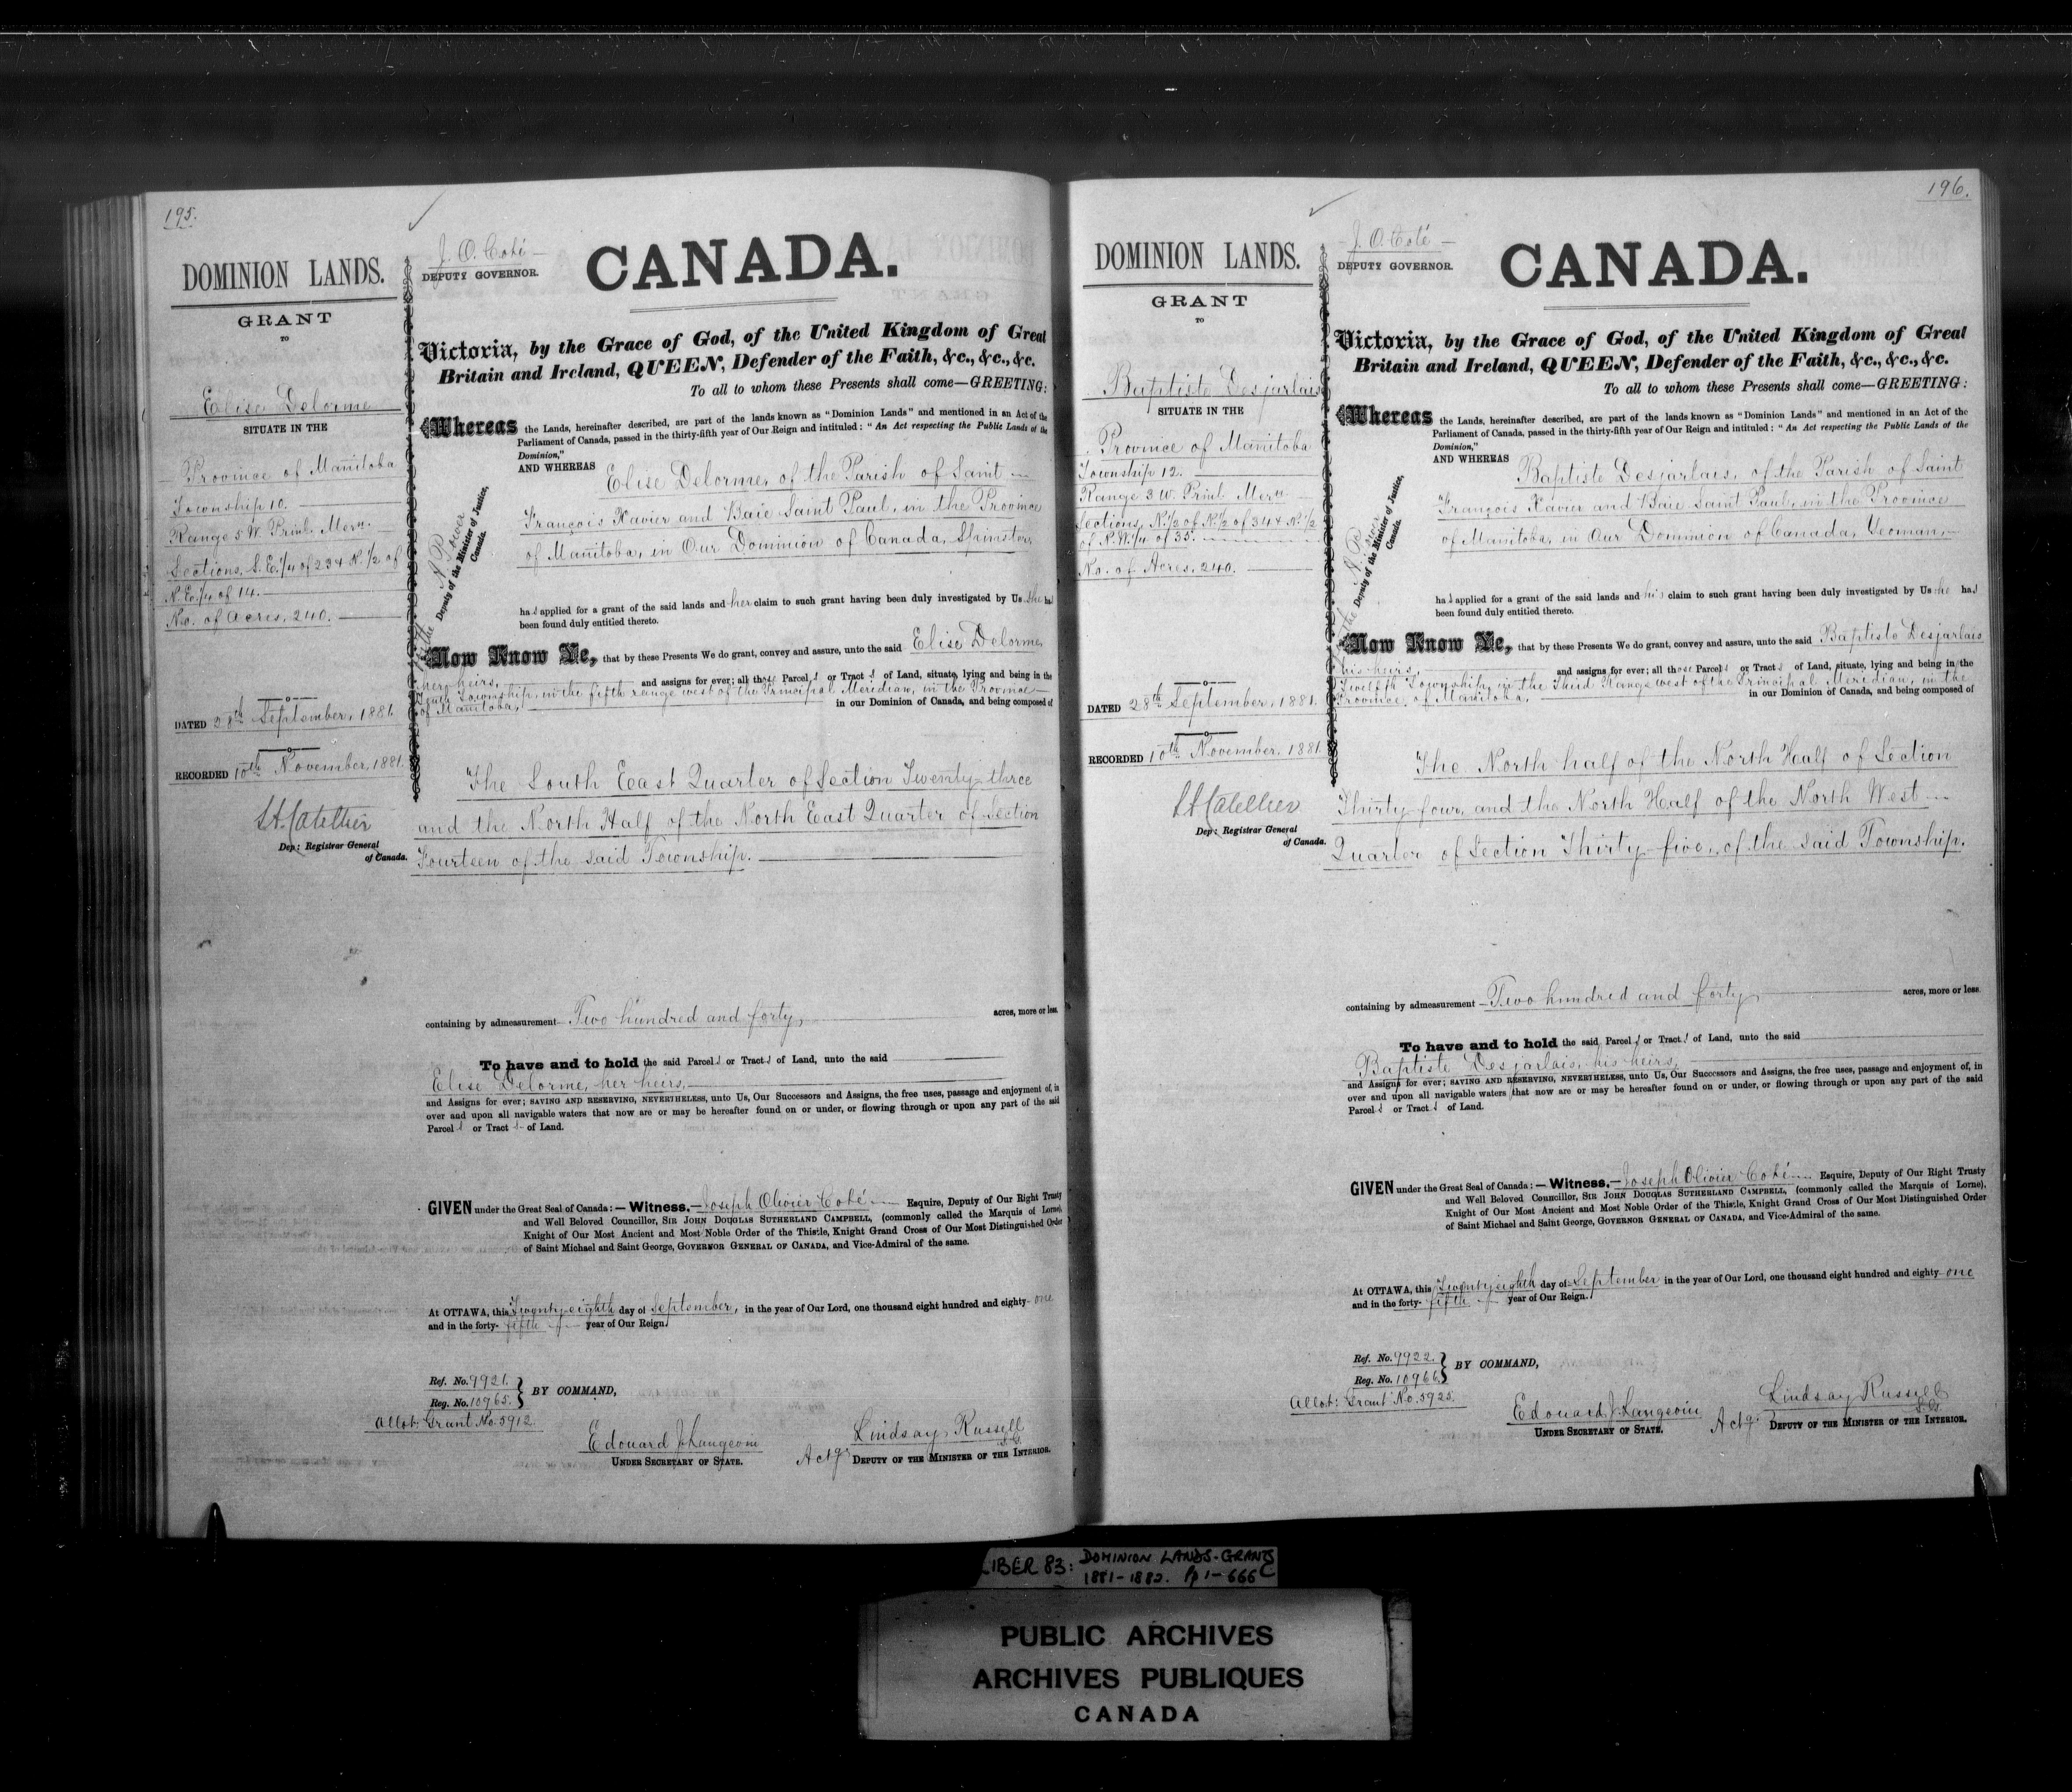 195.
DOMINION LANDS.
GRANT
TO
Elise Delorme
SITUATE IN THE
Province of Manitoba
Township 10.
Range 5 W. Prinl. Mern.
Sections, S.E.1/4 of 23 & N.1/2 of
N.E.1/4 of 14.
No. of Acres, 240.
DATED 28th September, 1881.
RECORDED 10th November, 1881.
L.A. Catellier
Dep: Registrar General
of Canada.
J. O. Coté
DEPUTY GOVERNOR.
CANADA.
Victoria, by the Grace of God, of the United Kingdom of Great
Britain and Ireland, QUEEN, Defender of the Faith, &c., &c., &c.
To all to whom these Presents shall come—GREETING:
Whereas the Lands, hereinafter described, are part of the lands known as "Dominion Lands" and mentioned in an Act of the
Parliament of Canada, passed in the thirty-fifth year of Our Reign and intituled: "An Act respecting the Public Lands of the
Dominion,"
AND WHEREAS Elise Delorme, of the Parish of Saint
François Xavier and Baie Saint Paul, in the Province
of Manitoba, in Our Dominion of Canada, Spinster,
For the Deputy of the Minister of Justice,
Canada.
has applied for a grant of the said lands and her claim to such grant having been duly investigated by Us she has
been found duly entitled thereto.
Now Know Ye, that by these Presents We do grant, convey and assure, unto the said Elise Delorme,
her heirs, and assigns for ever; all those Parcels or Tracts of Land, situate, lying and being in the
Tenth Township, in the fifth range west of the Principal Meridian, in the Province
of Manitoba, in our Dominion of Canada, and being composed of
The South East Quarter of Section Twenty-three
and the North Half of the North East Quarter of Section
Fourteen of the said Township.
containing by admeasurement Two hundred and forty, acres, more or less.
To have and to hold the said Parcels or Tracts of Land, unto the said
Elise Delorme, her heirs,
and Assigns for ever; SAVING AND RESERVING, NEVERTHELESS, unto Us, Our Successors and Assigns, the free uses, passage and enjoyment of, in
over and upon all navigable waters that now are or may be hereafter found on or under, or flowing through or upon any part of the said
Parcels or Tracts of Land.
GIVEN under the Great Seal of Canada:—Witness,—Joseph Olivier Coté Esquire, Deputy of Our Right Trusty
and Well Beloved Councillor, SIR JOHN DOUGLAS SUTHERLAND CAMPBELL, (commonly called the Marquis of Lorne),
Knight of Our Most Ancient and Most Noble Order of the Thistle, Knight Grand Cross of Our Most Distinguished Order
of Saint Michael and Saint George, GOVERNOR GENERAL OF CANADA, and Vice-Admiral of the same.
At OTTAWA, this Twenty eighth day of September, in the year of Our Lord, one thousand eight hundred and eighty-one
and in the forty-fifth year of Our Reign.
Ref. No. 9921.
Reg. No. 10965. BY COMMAND,
Allot: Grant No. 5912.
Edouard J. Langevin
UNDER SECRETARY OF STATE.
Lindsay Russell
Actg. DEPUTY OF THE MINISTER OF THE INTERIOR.
196.
DOMINION LANDS.
GRANT
TO
Baptiste Desjarlais
SITUATE IN THE
Province of Manitoba
Township 12.
Range 3 W. Prinl. Mern.
Sections, N.1/2 of N.1/2 of 34 & N.1/2
of N.W.1/4 of 35.
No. of Acres, 240.
DATED 28th September, 1881.
RECORDED 10th November, 1881.
L.A. Catellier
Dep: Registrar General
of Canada.
J. O. Coté
DEPUTY GOVERNOR.
CANADA.
Victoria, by the Grace of God, of the United Kingdom of Great
Britain and Ireland, QUEEN, Defender of the Faith, &c., &c., &c.
To all to whom these Presents shall come—GREETING:
Whereas the Lands, hereinafter described, are part of the lands known as "Dominion Lands" and mentioned in an Act of the
Parliament of Canada, passed in the thirty-fifth year of Our Reign and intituled: "An Act respecting the Public Lands of the
Dominion,"
AND WHEREAS Baptiste Desjarlais, of the Parish of Saint
François Xavier and Baie Saint Paul, in the Province
of Manitoba, in Our Dominion of Canada, Yeoman,
For the Deputy of the Minister of Justice,
Canada.
has applied for a grant of the said lands and his claim to such grant having been duly investigated by Us he has
been found duly entitled thereto.
Now Know Ye, that by these Presents We do grant, convey and assure, unto the said Baptiste Desjarlais
his heirs, and assigns for ever; all those Parcels or Tracts of Land, situate, lying and being in the
Twelfth Township, in the Third Range west of the Principal Meridian, in the
Province of Manitoba, in our Dominion of Canada, and being composed of
The North half of the North Half of Section
Thirty-four, and the North Half of the North West
Quarter of Section Thirty-five, of the said Township.
containing by admeasurement Two hundred and forty, acres, more or less.
To have and to hold the said Parcels or Tracts of Land, unto the said
Baptiste Desjarlais, his heirs,
and Assigns for ever; SAVING AND RESERVING, NEVERTHELESS, unto Us, Our Successors and Assigns, the free uses, passage and enjoyment of, in
over and upon all navigable waters that now are or may be hereafter found on or under, or flowing through or upon any part of the said
Parcels or Tracts of Land.
GIVEN under the Great Seal of Canada:—Witness,—Joseph Olivier Coté Esquire, Deputy of Our Right Trusty
and Well Beloved Councillor, SIR JOHN DOUGLAS SUTHERLAND CAMPBELL, (commonly called the Marquis of Lorne),
Knight of Our Most Ancient and Most Noble Order of the Thistle, Knight Grand Cross of Our Most Distinguished Order
of Saint Michael and Saint George, GOVERNOR GENERAL OF CANADA, and Vice-Admiral of the same.
At OTTAWA, this Twenty eighth day of September in the year of Our Lord, one thousand eight hundred and eighty-one
and in the forty-fifth year of Our Reign.
Ref. No. 9922.
Reg. No. 10966. BY COMMAND,
Allot: Grant No. 5925.
Edouard J. Langevin
UNDER SECRETARY OF STATE.
Lindsay Russell
Actg. DEPUTY OF THE MINISTER OF THE INTERIOR.
LIBER 83: DOMINION LANDS-GRANTS
1881-1882. Pp 1-666
PUBLIC ARCHIVES
ARCHIVES PUBLIQUES
CANADA